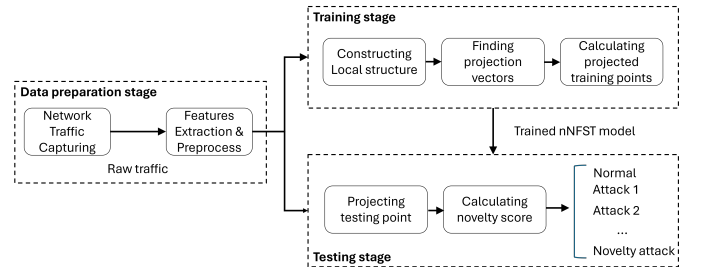 Training stage
Constructing
Local structure
Finding
projection
vectors
Calculating
projected
training points
Data preparation stage
Network
Traffic
Capturing
Features
Extraction &
Preprocess
Raw traffic
Trained nNFST model
Projecting
testing point
Calculating
novelty score
Normal
Attack 1
Attack 2
...
Novelty attack
Testing stage